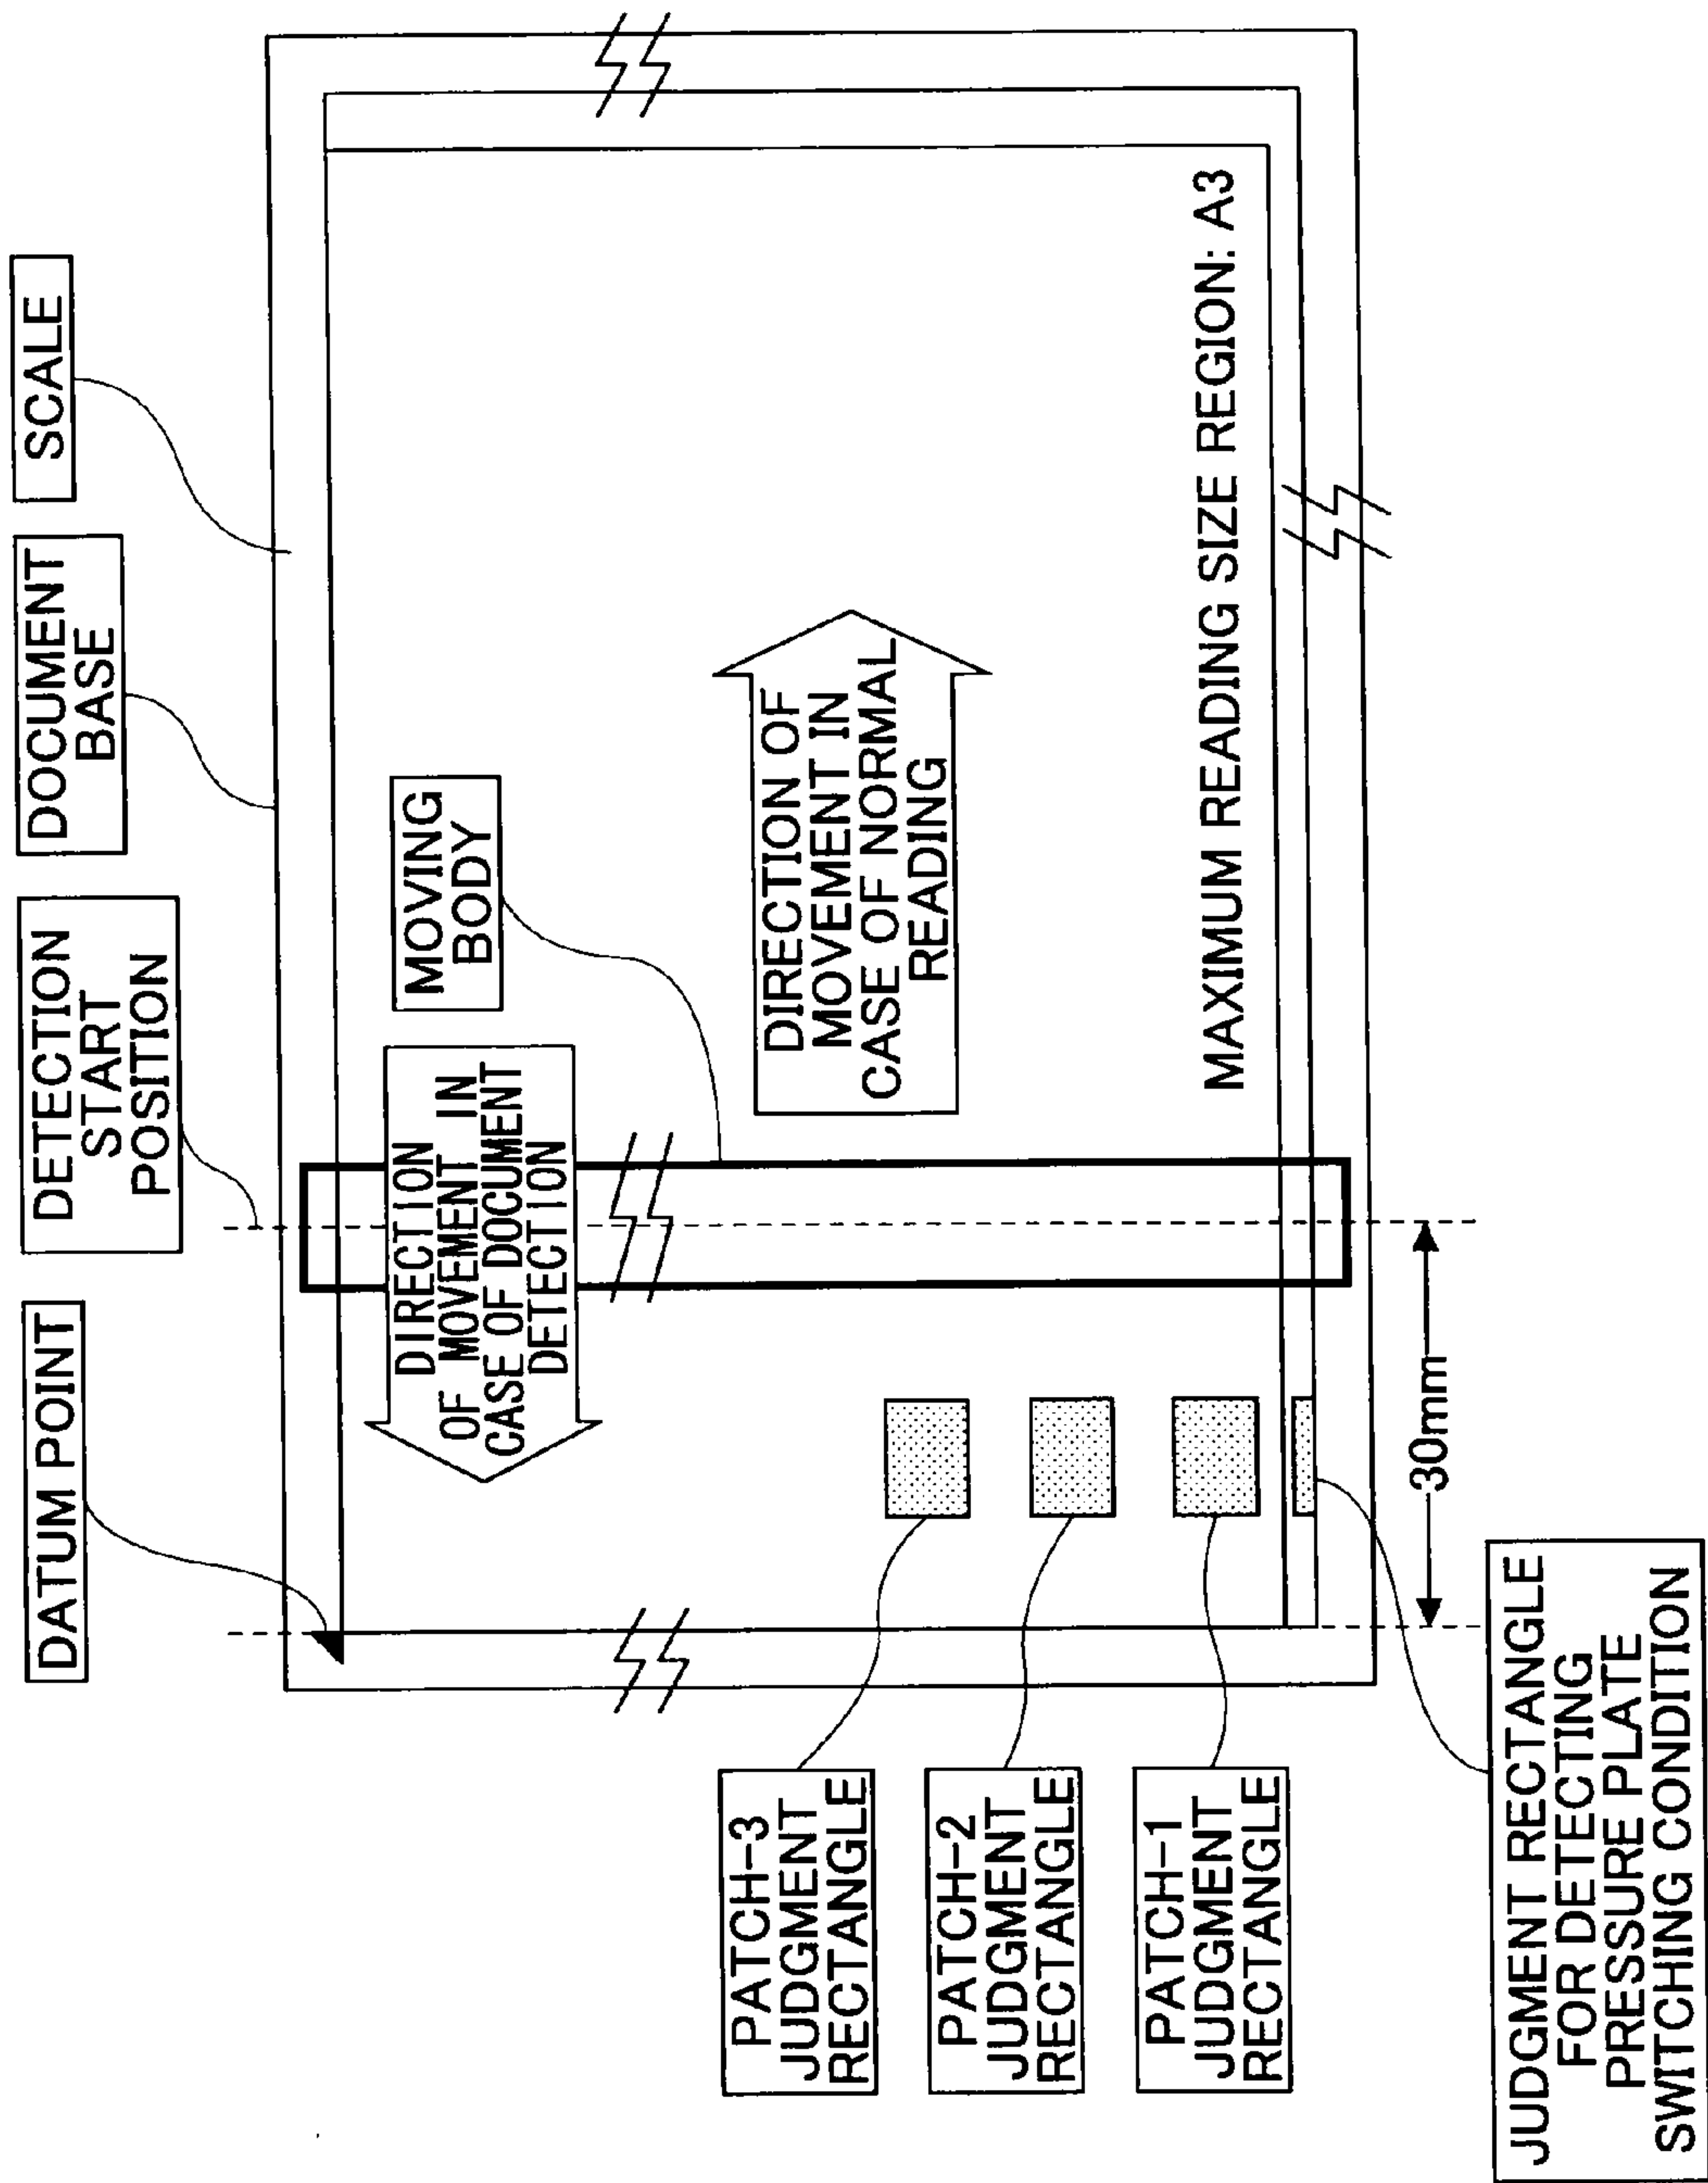 DATUM POINT
DETECTION
START
POSITION
DOCUMENT
BASE
SCALE
DIRECTION
OF MOVEMENT IN
CASE OF DOCUMENT
DETECTION
MOVING
BODY
DIRECTION OF
MOVEMENT IN
CASE OF NORMAL
READING
MAXIMUM READING SIZE REGION: A3
PATCH-3
JUDGMENT
RECTANGLE
PATCH-2
JUDGMENT
RECTANGLE
PATCH-1
JUDGMENT
RECTANGLE
30mm
JUDGMENT RECTANGLE
FOR DETECTING
PRESSURE PLATE
SWITCHING CONDITION